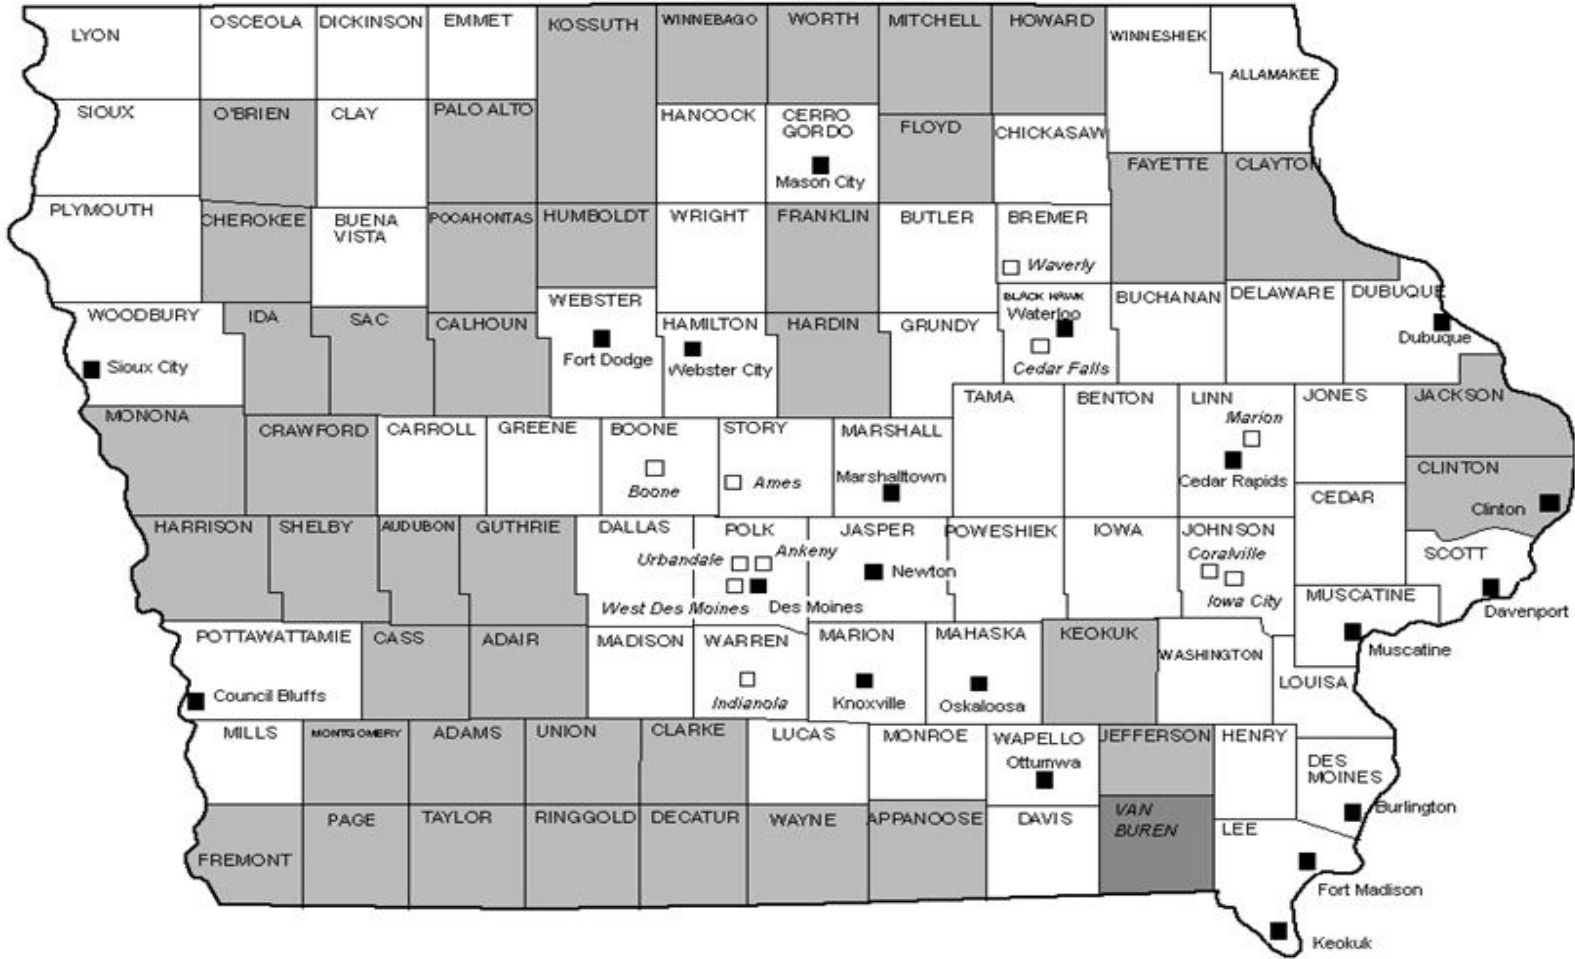 LYON
OSCEOLA
DICKINSON
EMMET
KOSSUTH
WINNEBAGO
WORTH
MITCHELL
HOWARD
WINNESHIEK
ALLAMAKEE
SIOUX
O'BRIEN
CLAY
PALO ALTO
HANCOCK
CERRO
GORDO
Mason City
FLOYD
CHICKASAW
FAYETTE
CLAYTON
PLYMOUTH
CHEROKEE
BUENA
VISTA
POCAHONTAS
HUMBOLDT
WRIGHT
FRANKLIN
BUTLER
BREMER
Waverly
WOODBURY
Sioux City
IDA
SAC
CALHOUN
WEBSTER
Fort Dodge
HAMILTON
Webster City
HARDIN
GRUNDY
BLACK HAWK
Waterloo
Cedar Falls
BUCHANAN
DELAWARE
DUBUQUE
Dubuque
MONONA
CRAWFORD
CARROLL
GREENE
BOONE
Boone
STORY
Ames
MARSHALL
Marshalltown
TAMA
BENTON
LINN
Marion
Cedar Rapids
JONES
JACKSON
CLINTON
Clinton
CEDAR
HARRISON
SHELBY
AUDUBON
GUTHRIE
DALLAS
POLK
Urbandale
Ankeny
West Des Moines
Des Moines
JASPER
Newton
POWESHIEK
IOWA
JOHNSON
Coralville
Iowa City
SCOTT
Davenport
MUSCATINE
Muscatine
POTTAWATTAMIE
Council Bluffs
CASS
ADAIR
MADISON
WARREN
Indianola
MARION
Knoxville
MAHASKA
Oskaloosa
KEOKUK
WASHINGTON
LOUISA
MILLS
MONTGOMERY
ADAMS
UNION
CLARKE
LUCAS
MONROE
WAPELLO
Ottumwa
JEFFERSON
HENRY
DES
MOINES
Burlington
FREMONT
PAGE
TAYLOR
RINGGOLD
DECATUR
WAYNE
APPANOOSE
DAVIS
VAN
BUREN
LEE
Fort Madison
Keokuk